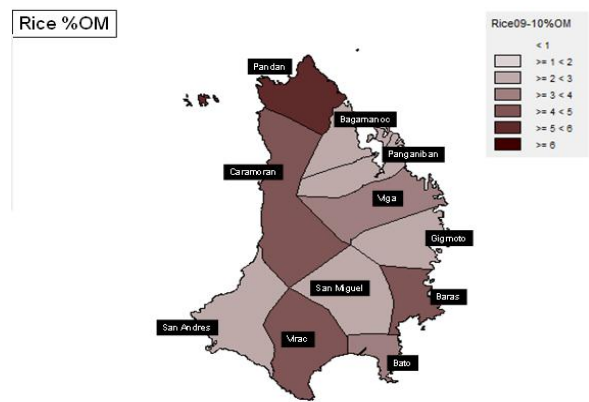 Rice %OM
Rice09-10%OM
< 1
>= 1 < 2
>= 2 < 3
>= 3 < 4
>= 4 < 5
>= 5 < 6
>= 6
Pandan
Bagamanoc
Panganiban
Caramoran
Viga
Gigmoto
San Miguel
Baras
San Andres
Virac
Bato